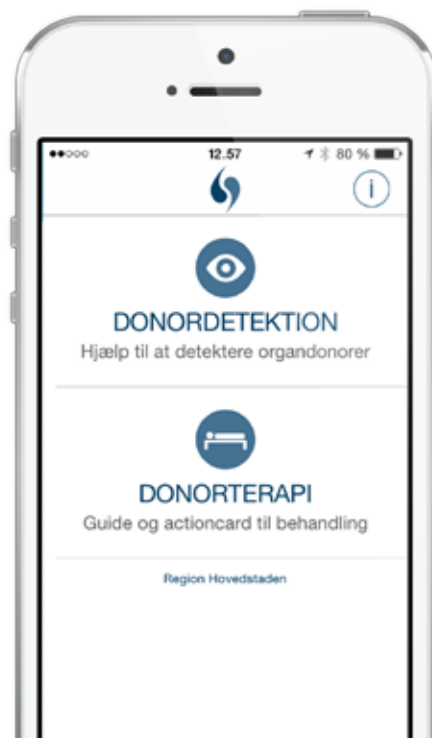 12.57
80 %
i
DONORDETEKTION
Hjælp til at detektere organdonorer
DONORTERAPI
Guide og actioncard til behandling
Region Hovedstaden